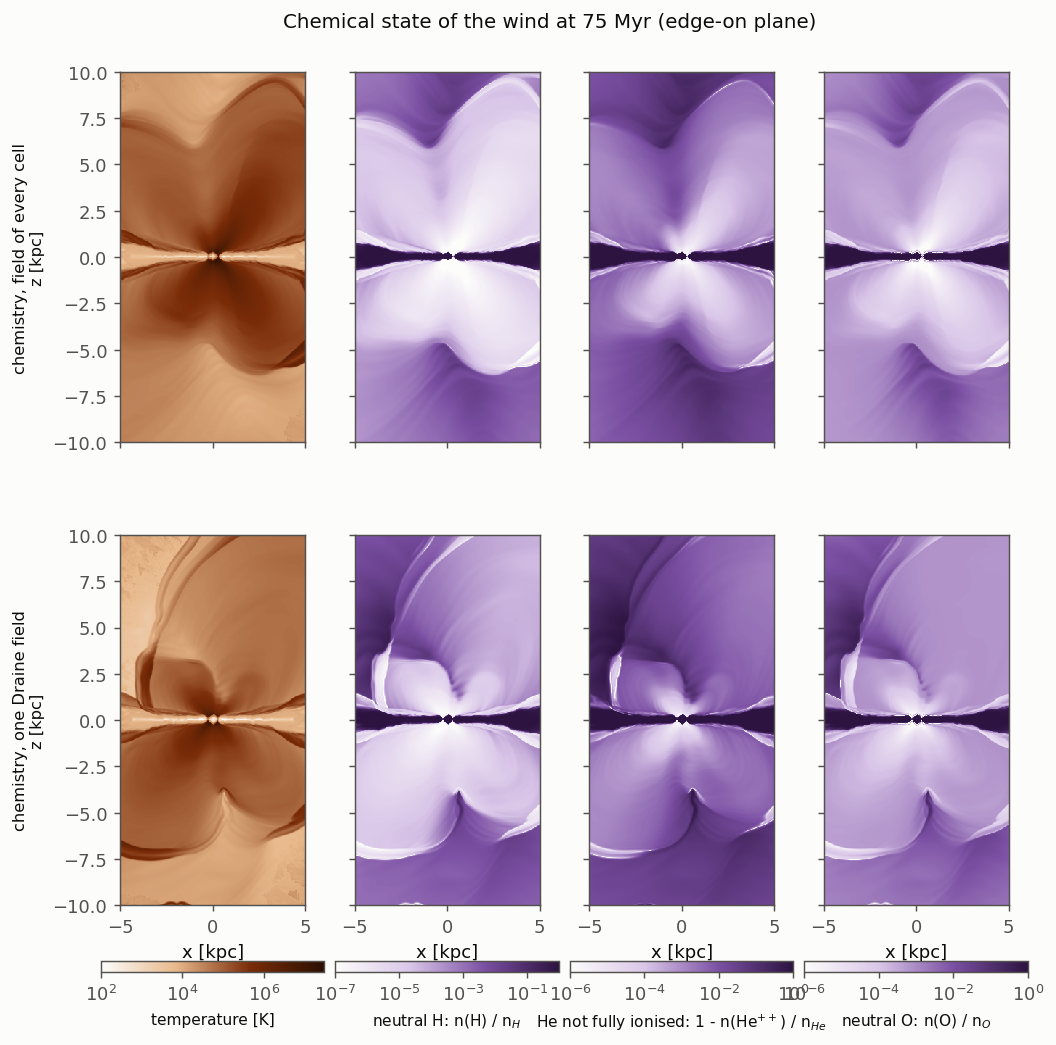 Chemical state of the wind at 75 Myr (edge-on plane)
chemistry, field of every cell
z [kpc]
10.0
7.5
5.0
2.5
0.0
−2.5
−5.0
−7.5
−10.0
chemistry, one Draine field
z [kpc]
10.0
7.5
5.0
2.5
0.0
−2.5
−5.0
−7.5
−10.0
−5 0 5 −5 0 5 −5 0 5 −5 0 5
x [kpc] x [kpc] x [kpc] x [kpc]
10^2 10^4 10^6 10^-7 10^-5 10^-3 10^-1 10^-6 10^-4 10^-2 10^0 10^-6 10^-4 10^-2 10^0
temperature [K] neutral H: n(H) / n_H He not fully ionised: 1 - n(He^++) / n_He neutral O: n(O) / n_O